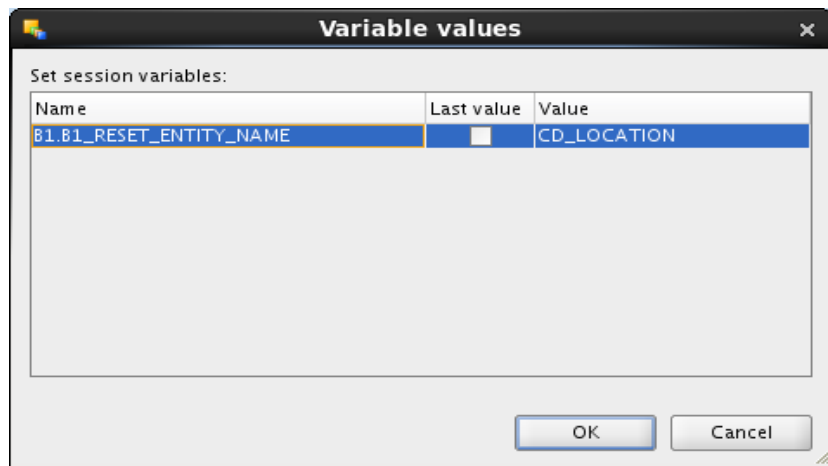 Variable values
Set session variables:
Name Last value Value
B1.B1_RESET_ENTITY_NAME CD_LOCATION
OK Cancel